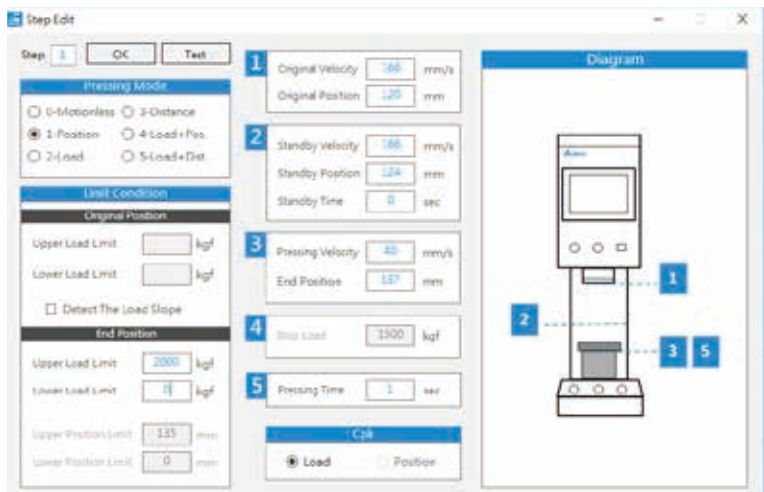 Step Edit
Step 1 OK Test
Pressing Mode
0-Motionless 3-Distance
1-Position 4-Load+Pos.
2-Load 5-Load+Dist.
Limit Condition
Original Position
Upper Load Limit kgf
Lower Load Limit kgf
Detect The Load Slope
End Position
Upper Load Limit 2000 kgf
Lower Load Limit 0 kgf
Upper Position Limit 135 mm
Lower Position Limit 0 mm
1
Original Velocity 166 mm/s
Original Position 120 mm
2
Standby Velocity 166 mm/s
Standby Position 124 mm
Standby Time 0 sec
3
Pressing Velocity 40 mm/s
End Position 137 mm
4
Stop Load 1500 kgf
5
Pressing Time 1 sec
Cpk
Load Position
Diagram
1
2
3 5